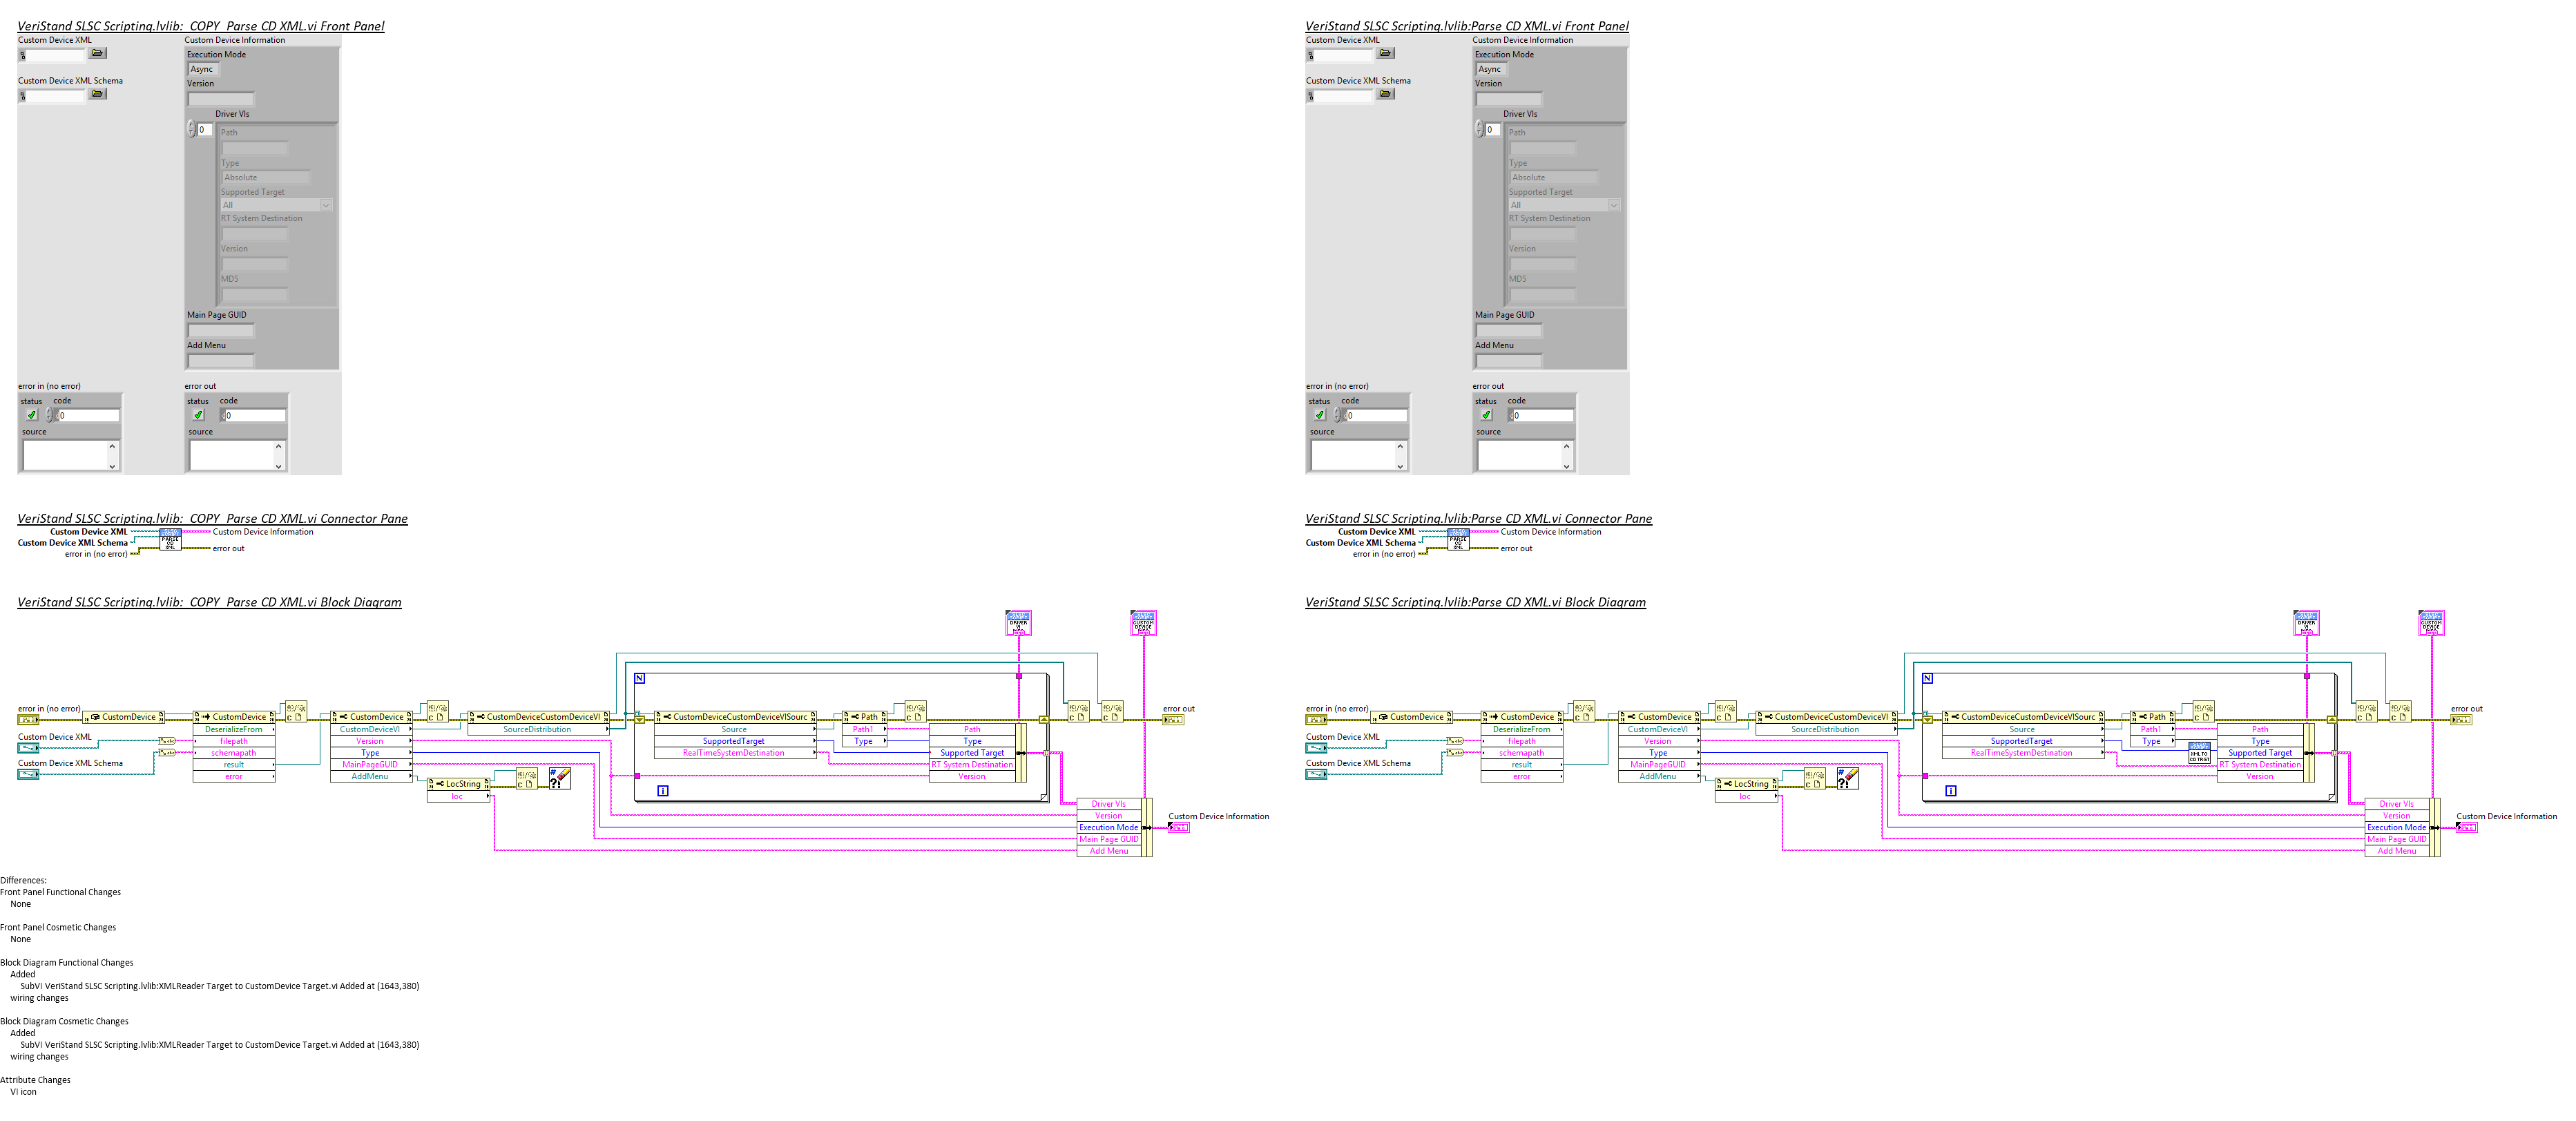 VeriStand SLSC Scripting.lvlib:_COPY_Parse CD XML.vi Front Panel
Custom Device XML
Custom Device XML Schema
Custom Device Information
Execution Mode
Async
Version
Driver VIs
0
Path
Type
Absolute
Supported Target
All
RT System Destination
Version
MD5
Main Page GUID
Add Menu
error in (no error)
status code
0
source
error out
status code
0
source
VeriStand SLSC Scripting.lvlib:Parse CD XML.vi Front Panel
Custom Device XML
Custom Device XML Schema
Custom Device Information
Execution Mode
Async
Version
Driver VIs
0
Path
Type
Absolute
Supported Target
All
RT System Destination
Version
MD5
Main Page GUID
Add Menu
error in (no error)
status code
0
source
error out
status code
0
source
VeriStand SLSC Scripting.lvlib:_COPY_Parse CD XML.vi Connector Pane
Custom Device XML
Custom Device XML Schema
error in (no error)
PARSE
CD
XML
Custom Device Information
error out
VeriStand SLSC Scripting.lvlib:Parse CD XML.vi Connector Pane
Custom Device XML
Custom Device XML Schema
error in (no error)
PARSE
CD
XML
Custom Device Information
error out
VeriStand SLSC Scripting.lvlib:_COPY_Parse CD XML.vi Block Diagram
DRIVER
VI
CUSTOM
DEVICE
error in (no error)
Custom Device XML
Custom Device XML Schema
CustomDevice
CustomDevice
DeserializeFrom
filepath
schemapath
result
error
CustomDevice
CustomDeviceVI
Version
Type
MainPageGUID
AddMenu
LocString
loc
CustomDeviceCustomDeviceVI
SourceDistribution
N
i
CustomDeviceCustomDeviceVISourc
Source
SupportedTarget
RealTimeSystemDestination
Path
Path1
Type
Path
Type
Supported Target
RT System Destination
Version
Driver VIs
Version
Execution Mode
Main Page GUID
Add Menu
error out
Custom Device Information
VeriStand SLSC Scripting.lvlib:Parse CD XML.vi Block Diagram
DRIVER
VI
CUSTOM
DEVICE
error in (no error)
Custom Device XML
Custom Device XML Schema
CustomDevice
CustomDevice
DeserializeFrom
filepath
schemapath
result
error
CustomDevice
CustomDeviceVI
Version
Type
MainPageGUID
AddMenu
LocString
loc
CustomDeviceCustomDeviceVI
SourceDistribution
N
i
CustomDeviceCustomDeviceVISourc
Source
SupportedTarget
RealTimeSystemDestination
Path
Path1
Type
XMLTO
CD TRGT
Path
Type
Supported Target
RT System Destination
Version
Driver VIs
Version
Execution Mode
Main Page GUID
Add Menu
error out
Custom Device Information
Differences:
Front Panel Functional Changes
None
Front Panel Cosmetic Changes
None
Block Diagram Functional Changes
Added
SubVI VeriStand SLSC Scripting.lvlib:XMLReader Target to CustomDevice Target.vi Added at (1643,380)
wiring changes
Block Diagram Cosmetic Changes
Added
SubVI VeriStand SLSC Scripting.lvlib:XMLReader Target to CustomDevice Target.vi Added at (1643,380)
wiring changes
Attribute Changes
VI icon